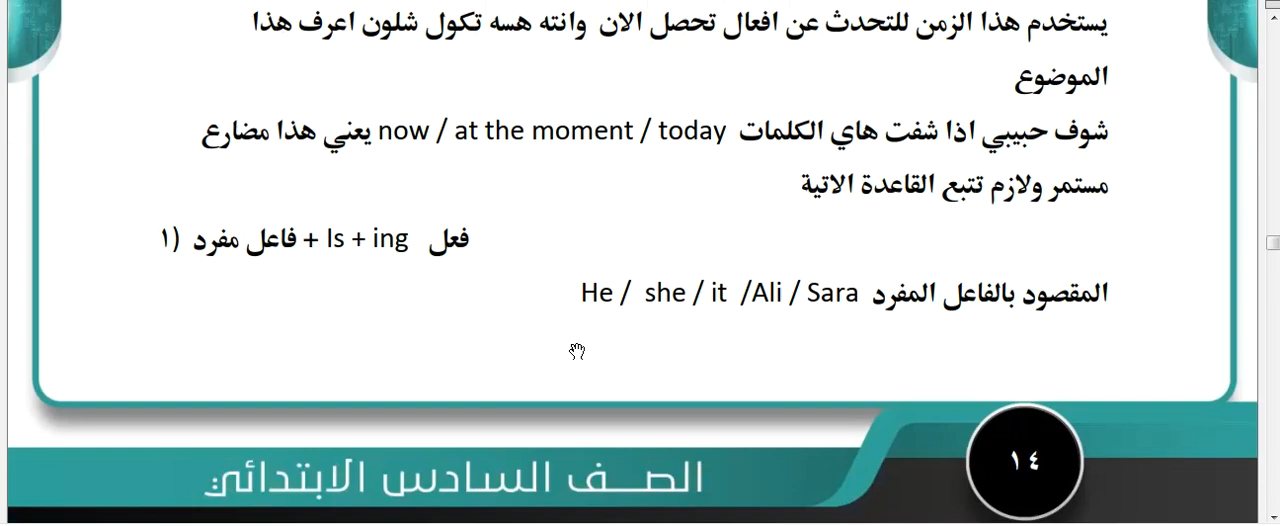 يستخدم هذا الزمن للتحدث عن افعال تحصل الان وانته هسه تكول شلون اعرف هذا
الموضوع
شوف حبيبي اذا شفت هاي الكلمات now / at the moment / today يعني هذا مضارع
مستمر ولازم تتبع القاعدة الاتية
١) فاعل مفرد + Is + ing فعل
المقصود بالفاعل المفرد He / she / it /Ali / Sara
١٤
الصف السادس الابتدائي